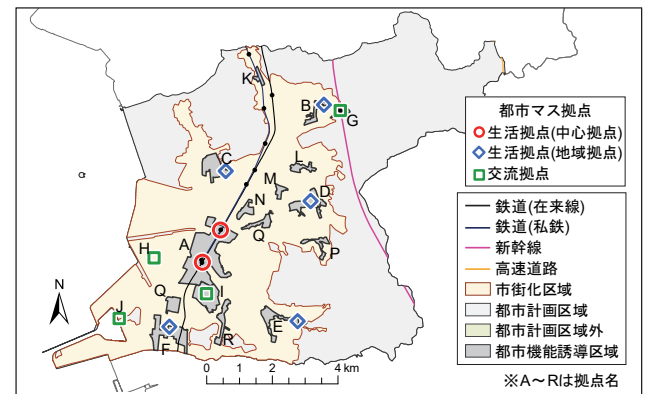 都市マス拠点
生活拠点(中心拠点)
生活拠点(地域拠点)
交流拠点
鉄道(在来線)
鉄道(私鉄)
新幹線
高速道路
市街化区域
都市計画区域
都市計画区域外
都市機能誘導区域
※A～Rは拠点名
K
B
G
C
L
M
D
N
Q
A
P
H
N
Q
I
J
E
F
R
0 1 2 4 km